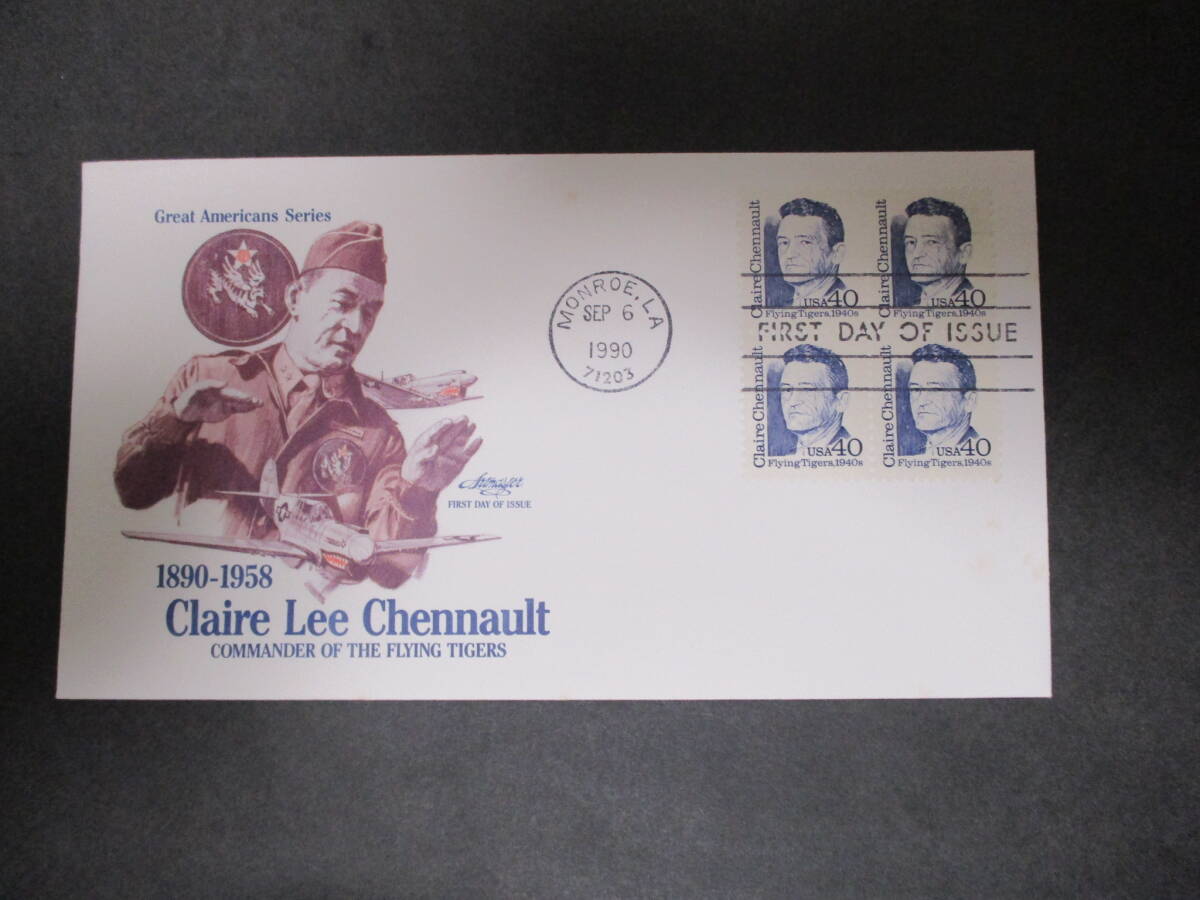 Great Americans Series
FIRST DAY OF ISSUE
1890-1958
Claire Lee Chennault
COMMANDER OF THE FLYING TIGERS
MONROE, LA
SEP 6
1990
71203
Claire Chennault
USA 40
Flying Tigers, 1940s
Claire Chennault
USA 40
Flying Tigers, 1940s
FIRST DAY OF ISSUE
Claire Chennault
USA 40
Flying Tigers, 1940s
Claire Chennault
USA 40
Flying Tigers, 1940s